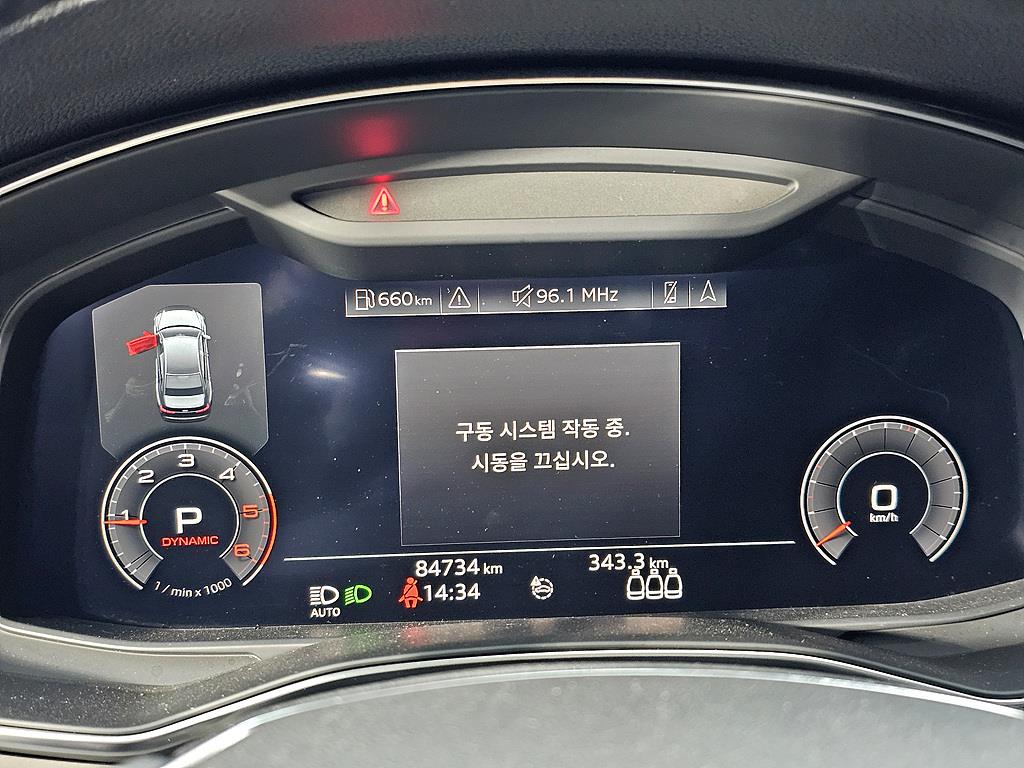 660km
96.1 MHz
구동 시스템 작동 중.
시동을 끄십시오.
1 2 3 4 5 6
P
DYNAMIC
1 / min x 1000
0
km/h
84734 km
343.3 km
AUTO
14:34